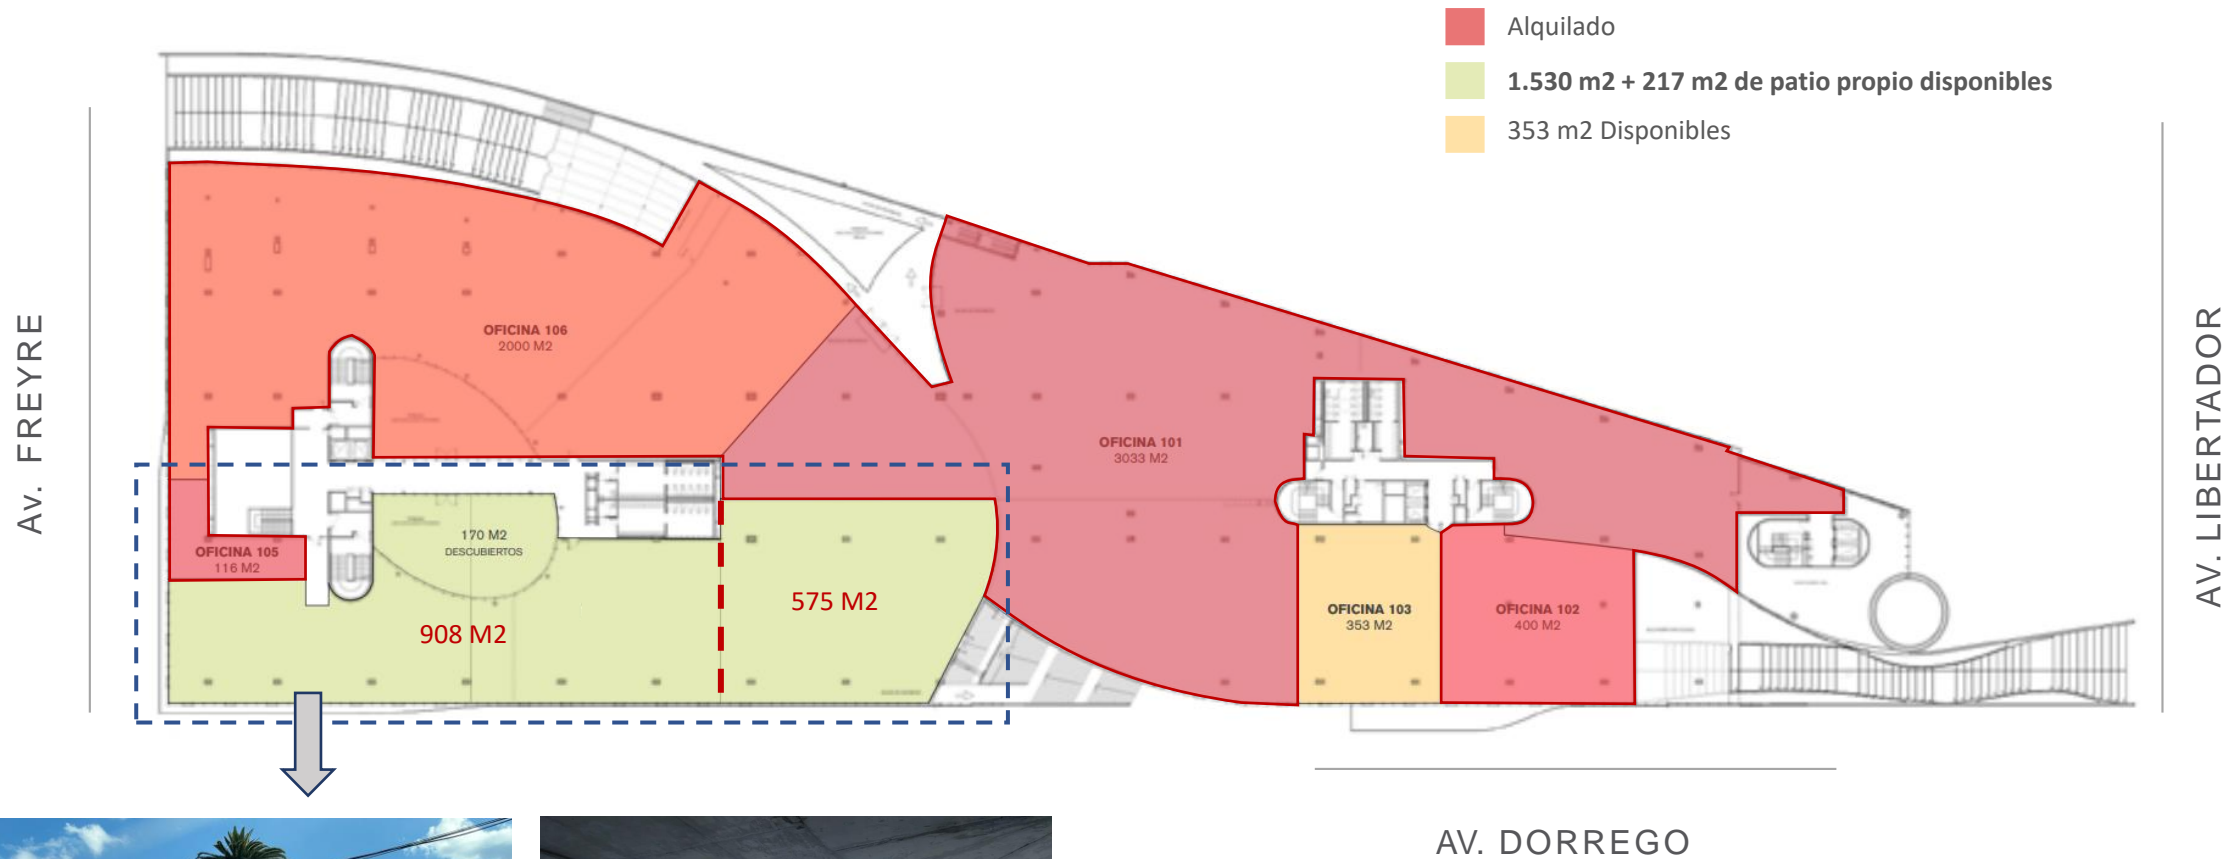 Alquilado
1.530 m2 + 217 m2 de patio propio disponibles
353 m2 Disponibles
AV. FREYRE
OFICINA 106
2000 M2
OFICINA 101
3033 M2
170 M2
DESCUBIERTOS
OFICINA 105
116 M2
908 M2
575 M2
OFICINA 103
353 M2
OFICINA 102
400 M2
AV. LIBERTADOR
AV. DORREGO